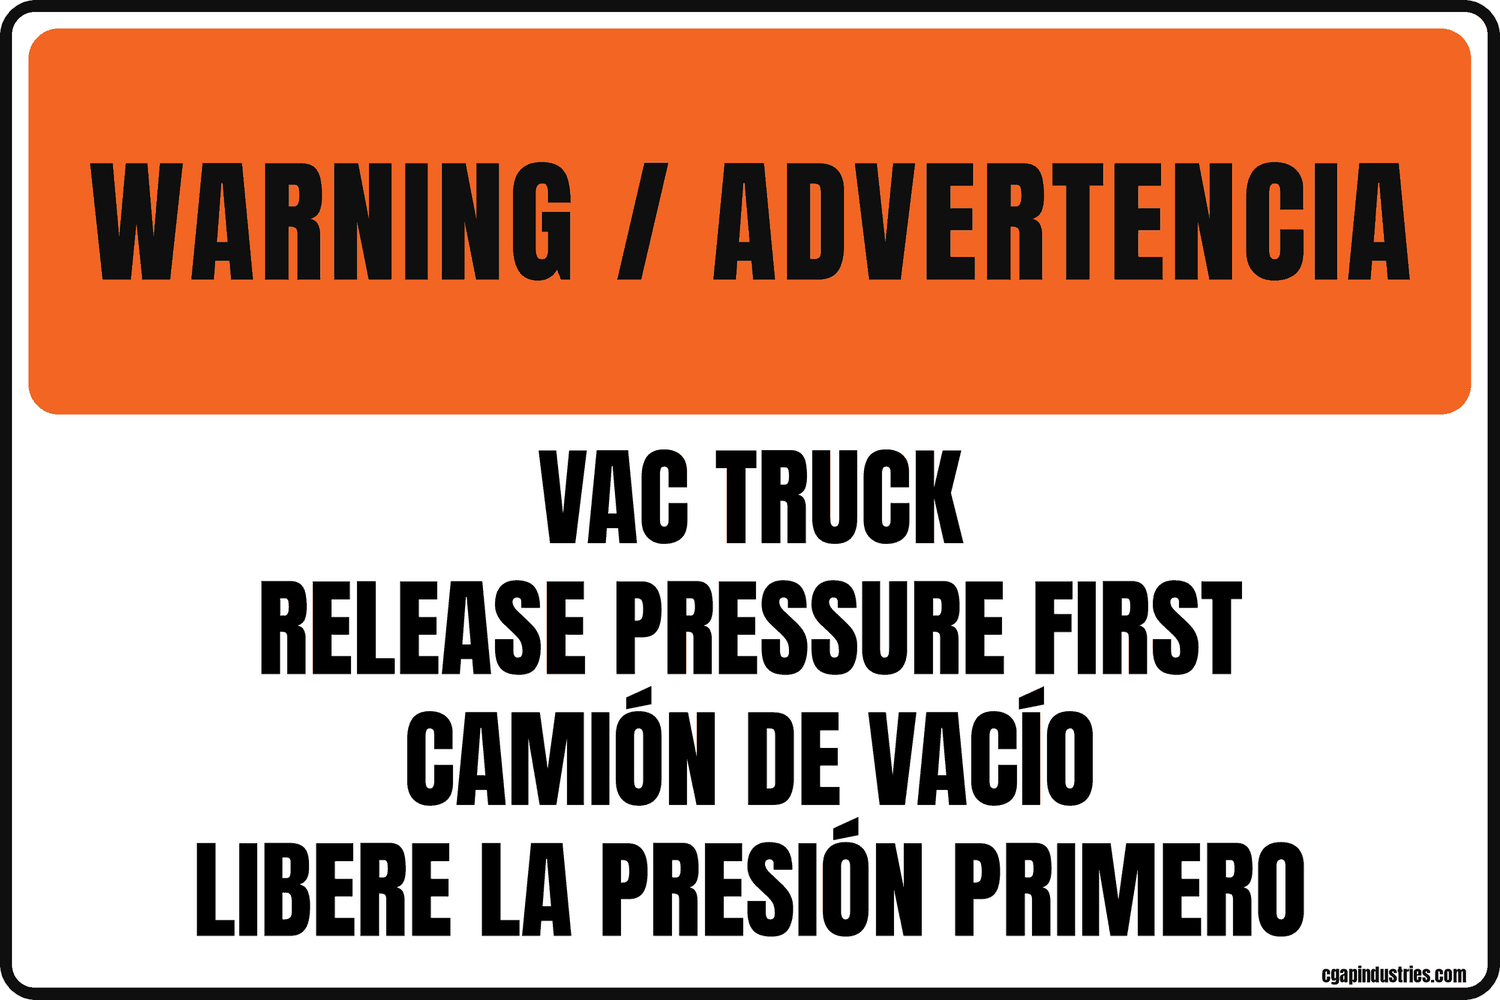 WARNING / ADVERTENCIA
VAC TRUCK
RELEASE PRESSURE FIRST
CAMIÓN DE VACÍO
LIBERE LA PRESIÓN PRIMERO
cgapindustries.com